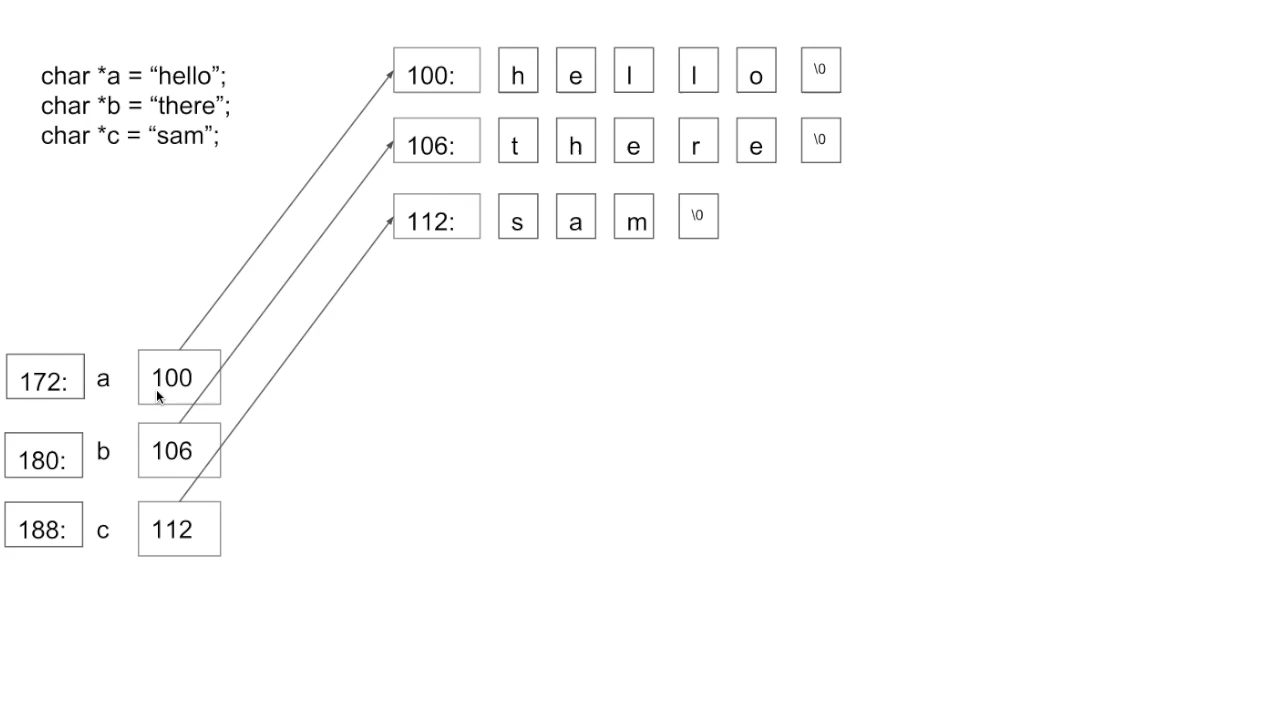 char *a = “hello”;
char *b = “there”;
char *c = “sam”;
100: h e l l o \0
106: t h e r e \0
112: s a m \0
172: a 100
180: b 106
188: c 112